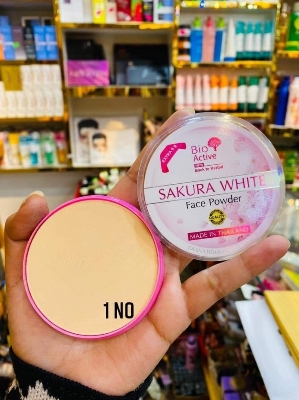 Bio
Active
SAKURA WHITE
Face Powder
MADE IN THAILAND
1 NO